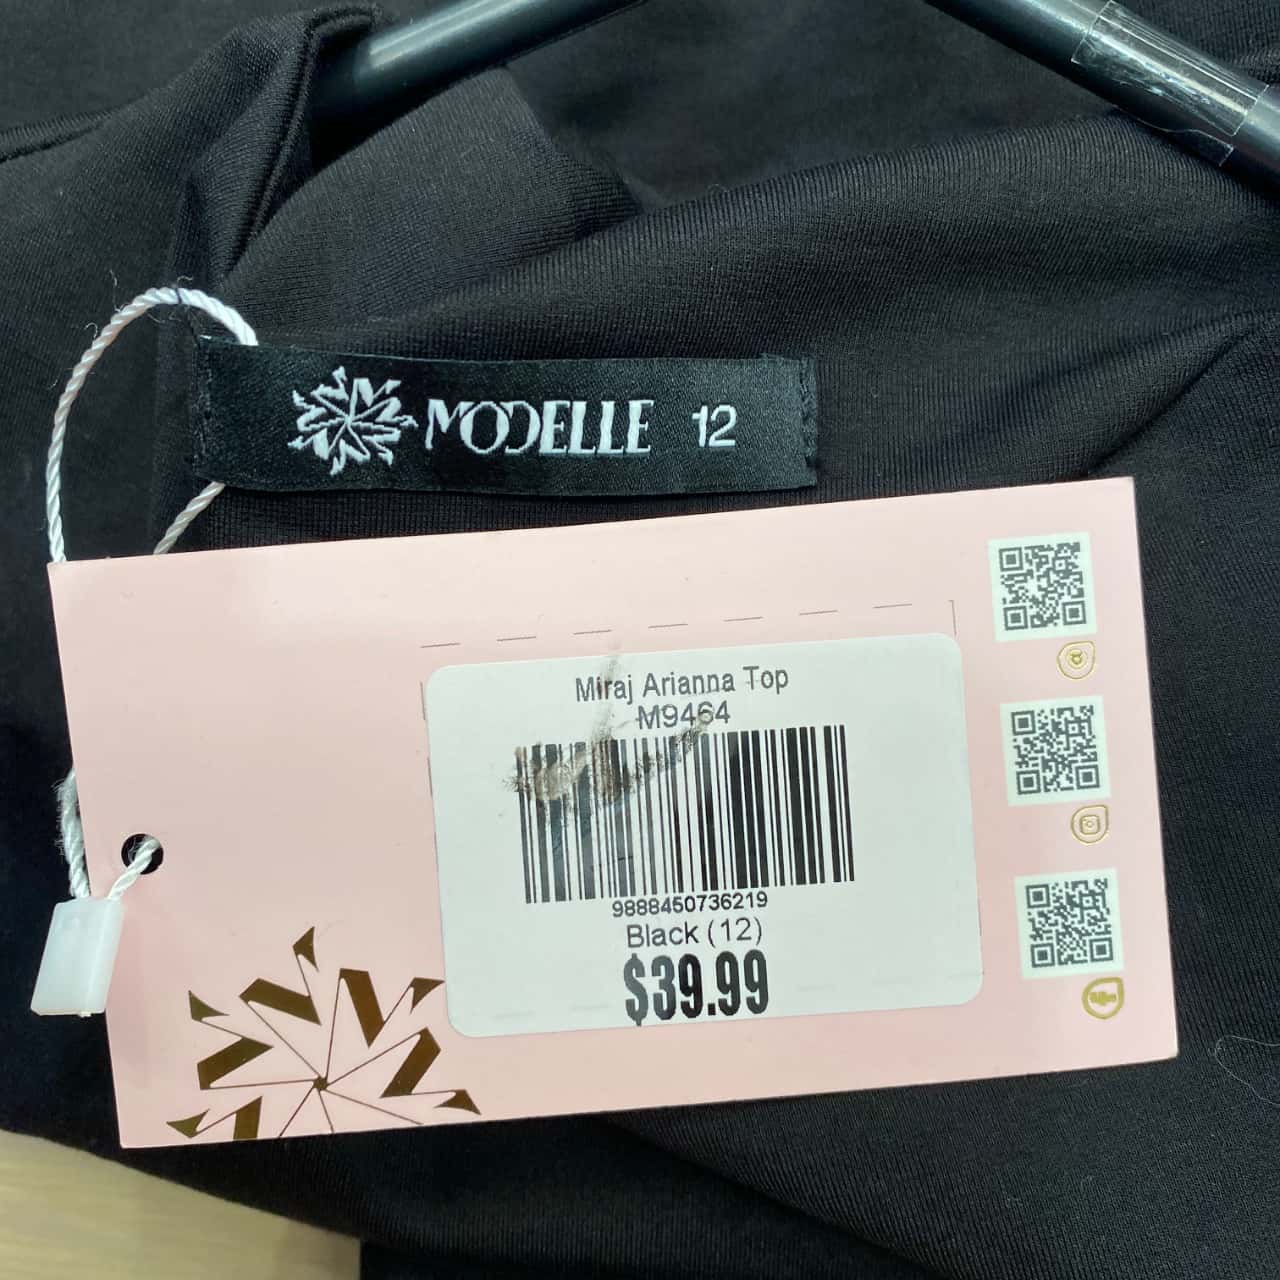 MODELLE 12
Miraj Arianna Top
M9464
9888450736219
Black (12)
$39.99